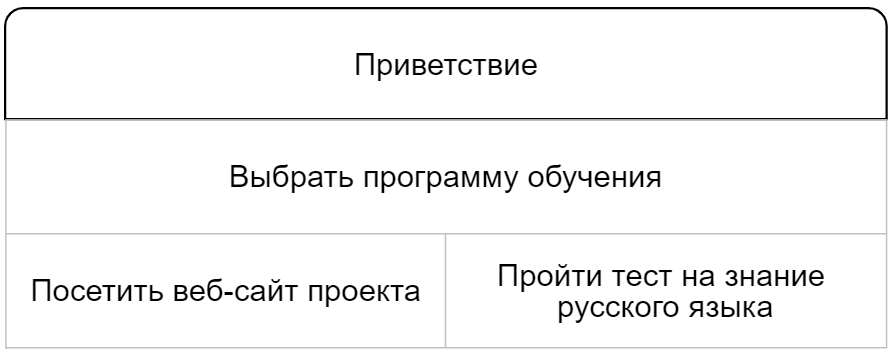 Приветствие
Выбрать программу обучения
Посетить веб-сайт проекта
Пройти тест на знание
русского языка